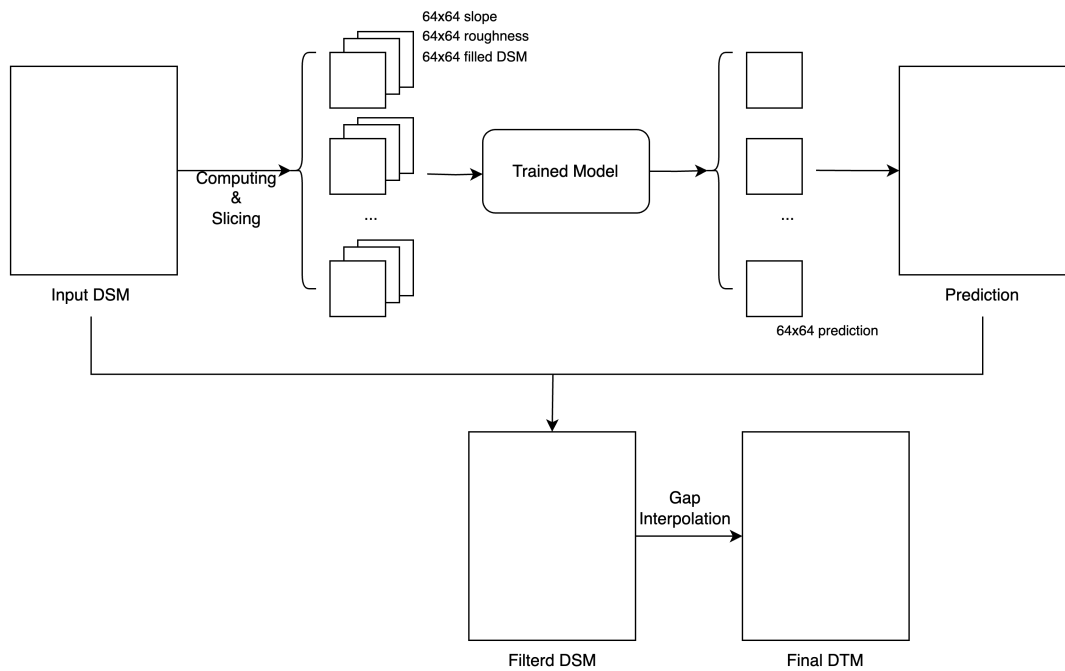 64x64 slope
64x64 roughness
64x64 filled DSM
Computing
&
Slicing
...
Trained Model
...
Input DSM
Prediction
64x64 prediction
Gap
Interpolation
Filterd DSM
Final DTM